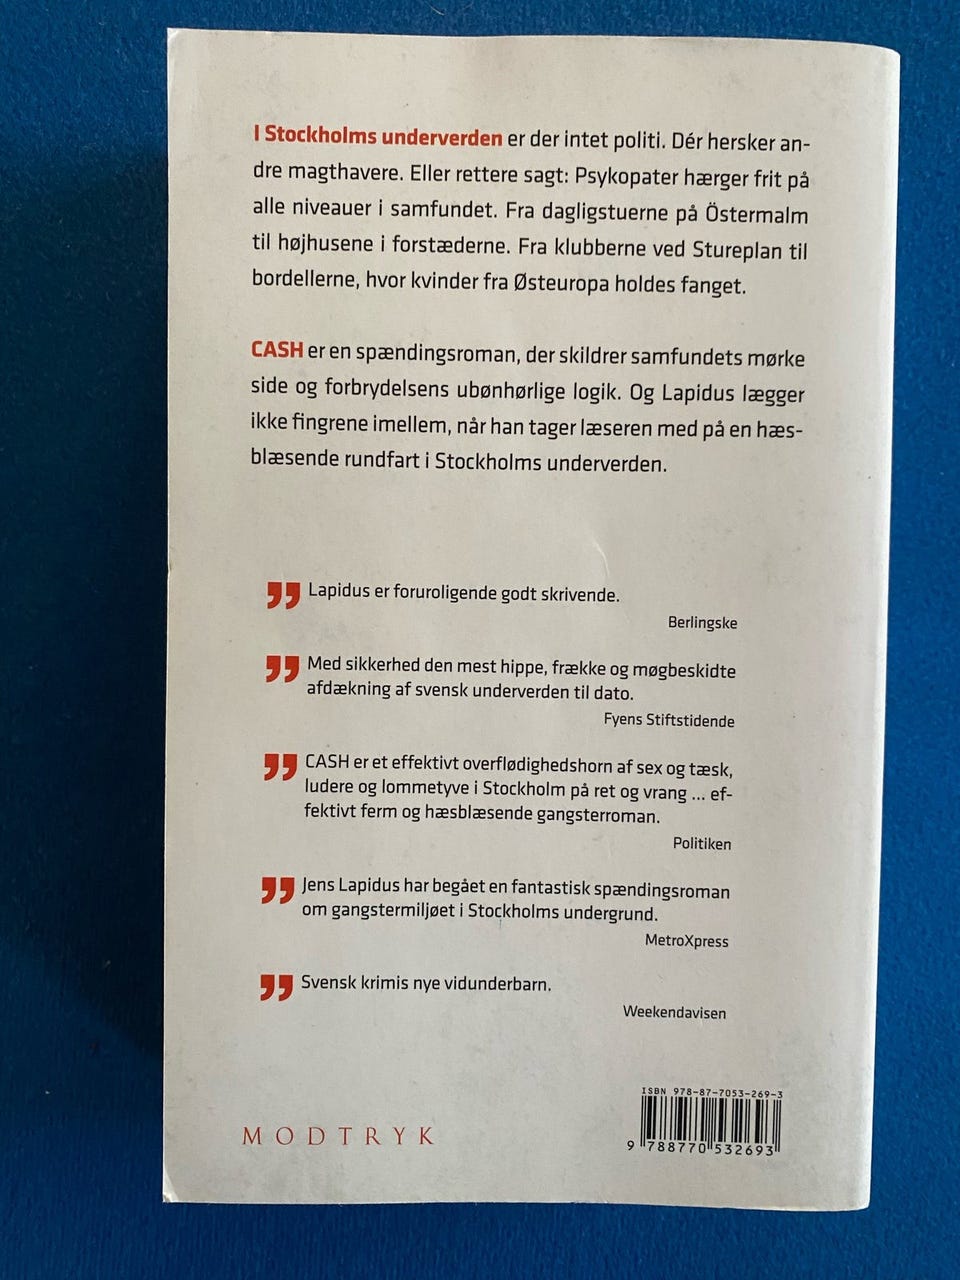 I Stockholms underverden er der intet politi. Dér hersker an-
dre magthavere. Eller rettere sagt: Psykopater hærger frit på
alle niveauer i samfundet. Fra dagligstuerne på Östermalm
til højhusene i forstæderne. Fra klubberne ved Stureplan til
bordellerne, hvor kvinder fra Østeuropa holdes fanget.
CASH er en spændingsroman, der skildrer samfundets mørke
side og forbrydelsens ubønhørlige logik. Og Lapidus lægger
ikke fingrene imellem, når han tager læseren med på en hæs-
blæsende rundfart i Stockholms underverden.
" Lapidus er foruroligende godt skrivende.
Berlingske
" Med sikkerhed den mest hippe, frække og møgbeskidte
afdækning af svensk underverden til dato.
Fyens Stiftstidende
" CASH er et effektivt overflødighedshorn af sex og tæsk,
ludere og lommetyve i Stockholm på ret og vrang ... ef-
fektivt ferm og hæsblæsende gangsterroman.
Politiken
" Jens Lapidus har begået en fantastisk spændingsroman
om gangstermiljøet i Stockholms undergrund.
MetroXpress
" Svensk krimis nye vidunderbarn.
Weekendavisen
ISBN 978-87-7053-269-3
MODTRYK
9 788770 532693